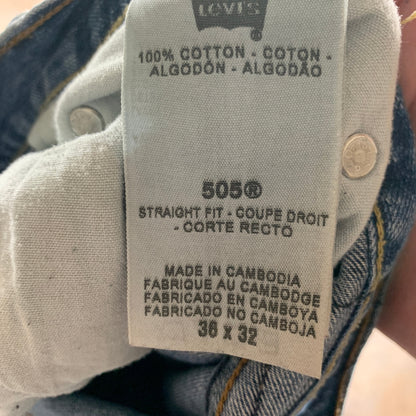 LEVI'S
100% COTTON - COTON -
ALGODÓN - ALGODÃO
505®
STRAIGHT FIT - COUPE DROIT
- CORTE RECTO
MADE IN CAMBODIA
FABRIQUE AU CAMBODGE
FABRICADO EN CAMBOYA
FABRICADO NO CAMBOJA
36 X 32